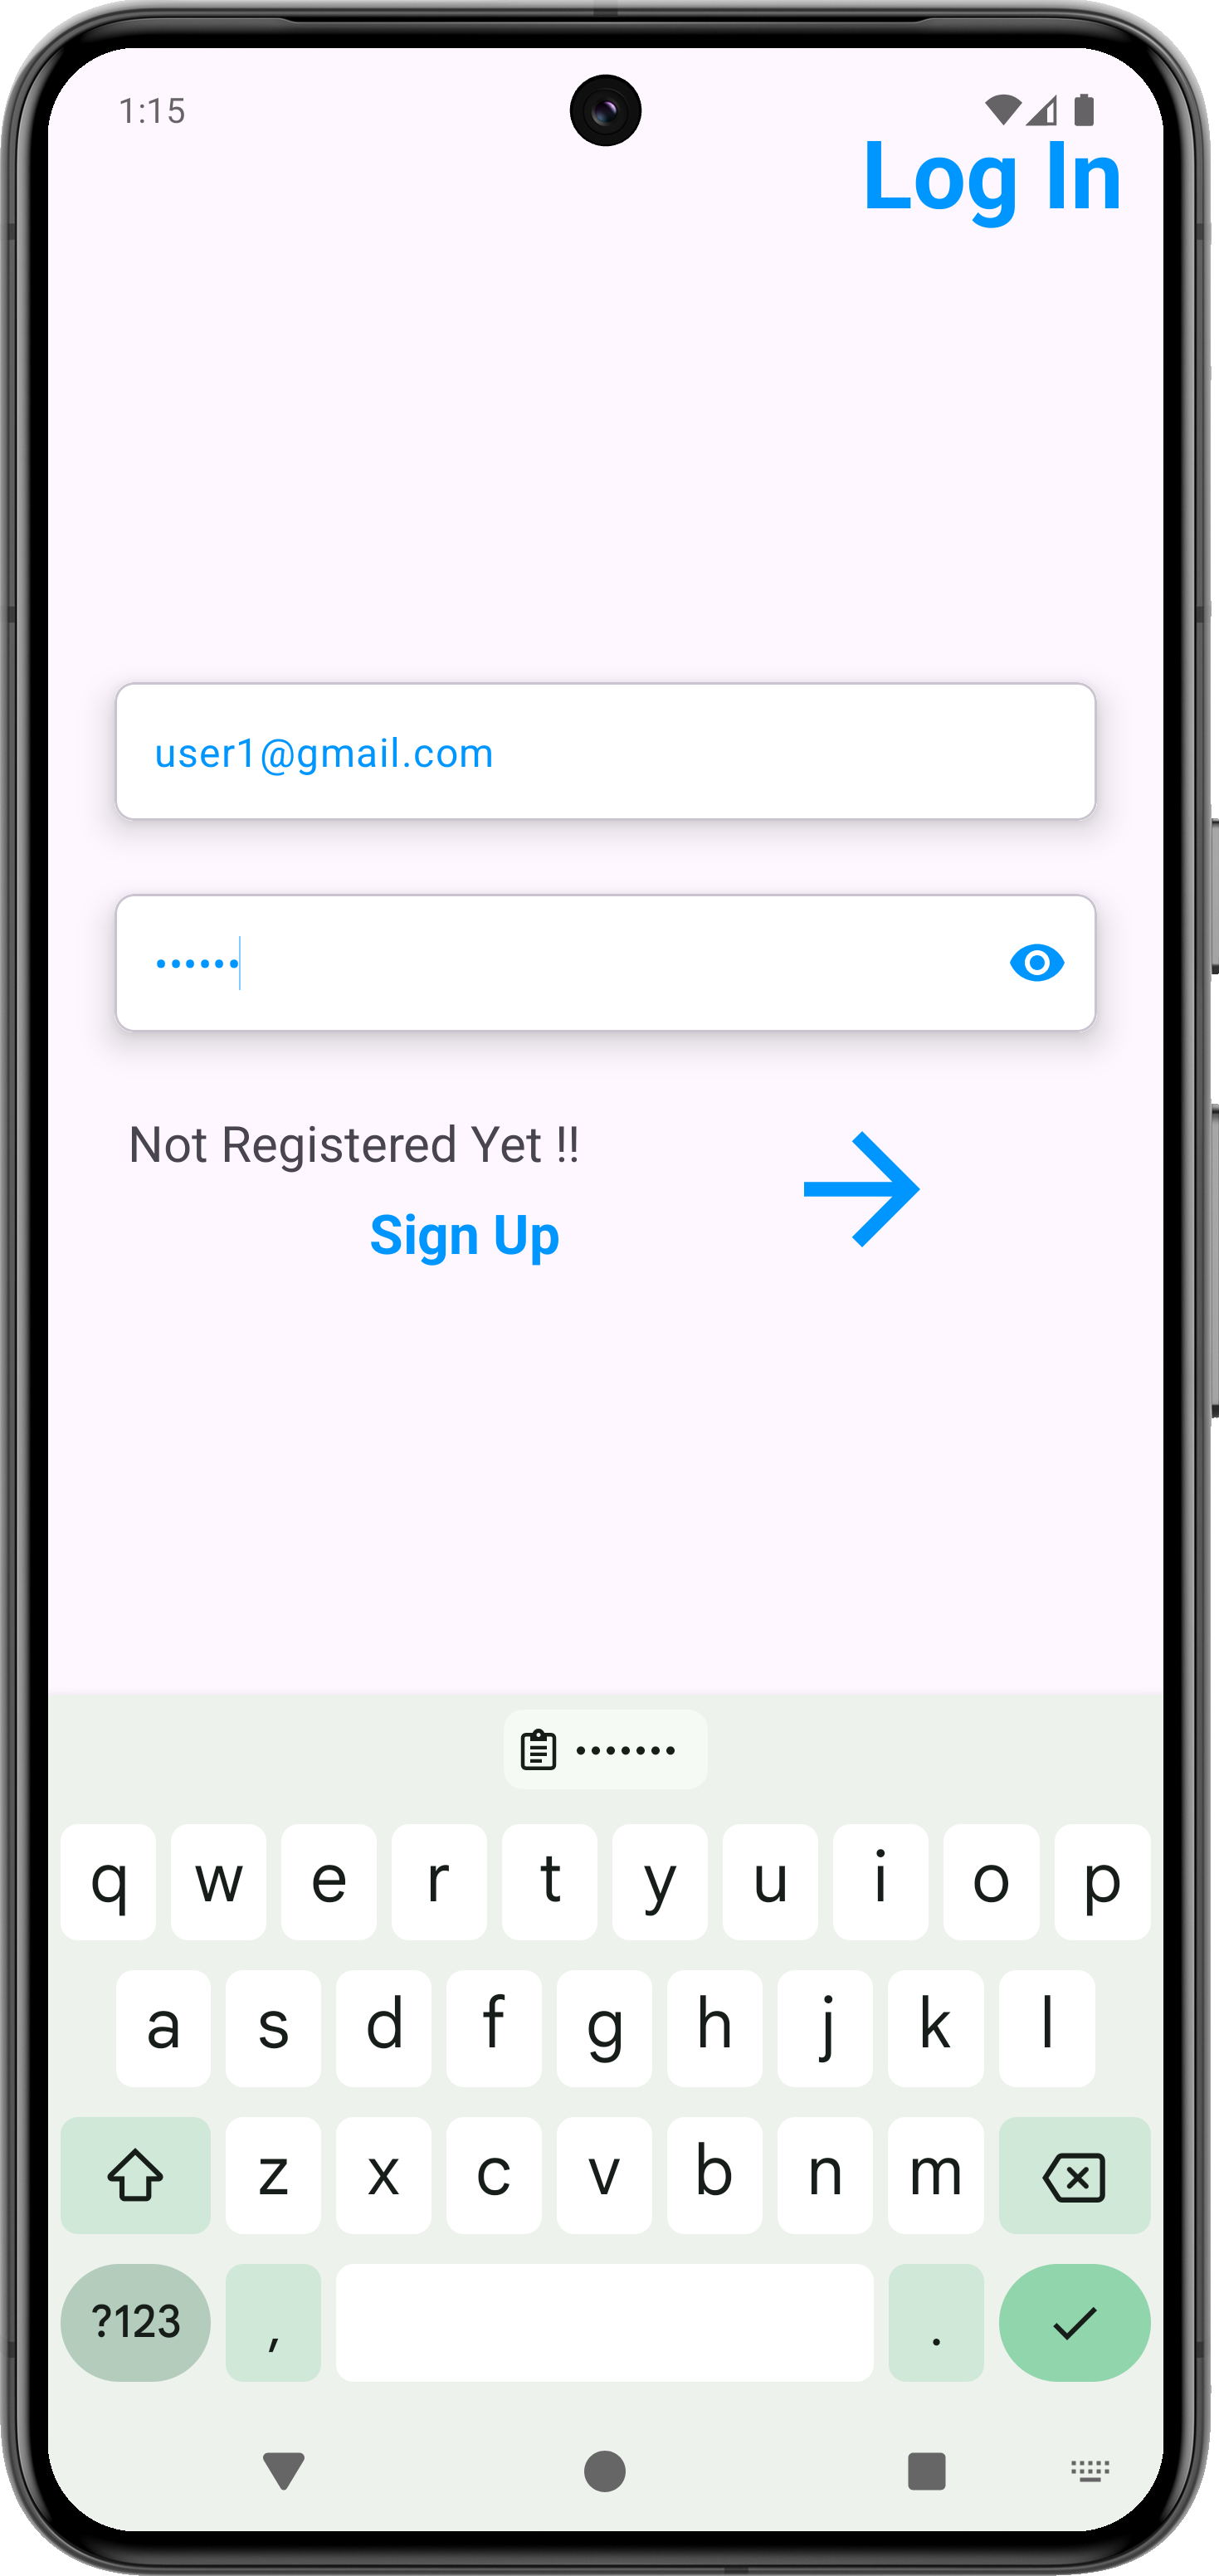 1:15
Log In
user1@gmail.com
••••••
Not Registered Yet !!
Sign Up
•••••••
q w e r t y u i o p
a s d f g h j k l
z x c v b n m
?123 , .